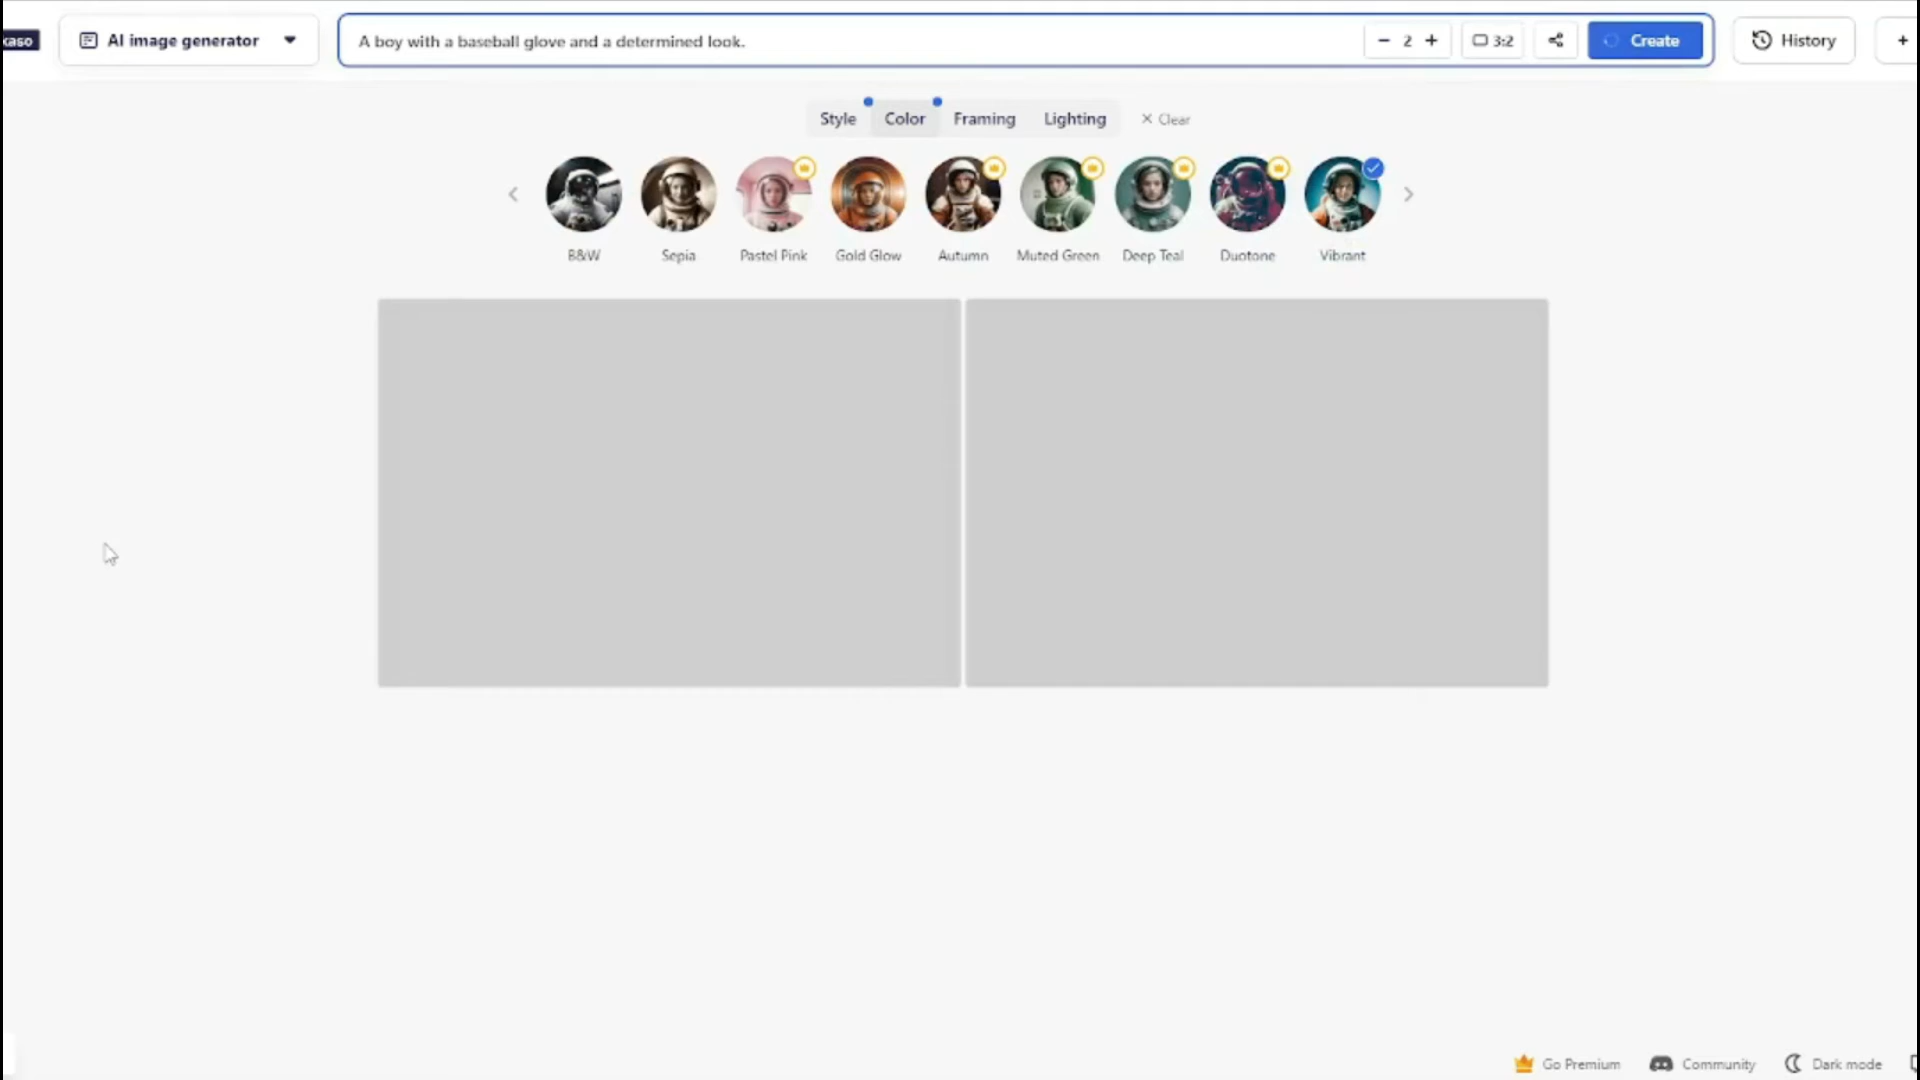 kaso
AI image generator
A boy with a baseball glove and a determined look.
2
3:2
Create
History
Style
Color
Framing
Lighting
Clear
B&W
Sepia
Pastel Pink
Gold Glow
Autumn
Muted Green
Deep Teal
Duotone
Vibrant
Go Premium
Community
Dark mode